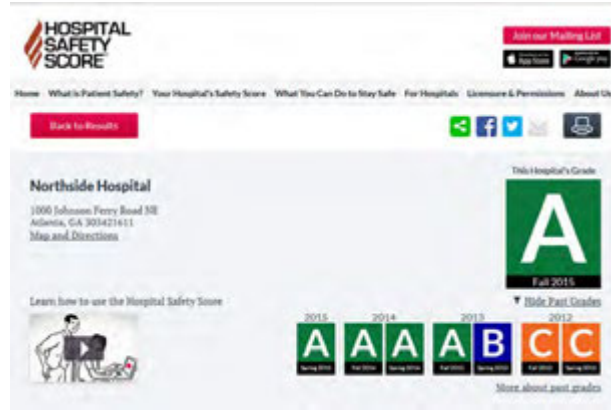 HOSPITAL
SAFETY
SCORE
Join our Mailing List
App Store
Google play
Home What is Patient Safety? Your Hospital's Safety Score What You Can Do to Stay Safe For Hospitals Licensure & Permissions About Us
Back to Results
Northside Hospital
1000 Johnson Ferry Road NE
Atlanta, GA 303421611
Map and Directions
This Hospital's Grade
A
Fall 2015
Hide Past Grades
Learn how to use the Hospital Safety Score
2015 2014 2013 2012
A A A A B C C
More about past grades